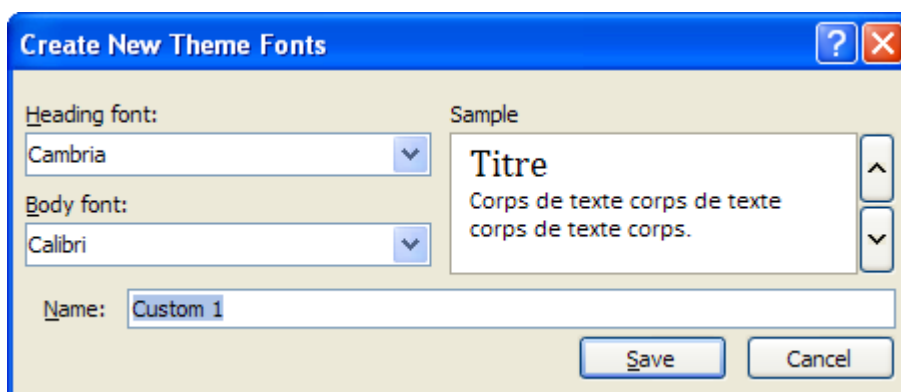 Create New Theme Fonts
Heading font:
Cambria
Body font:
Calibri
Sample
Titre
Corps de texte corps de texte
corps de texte corps.
Name: Custom 1
Save Cancel